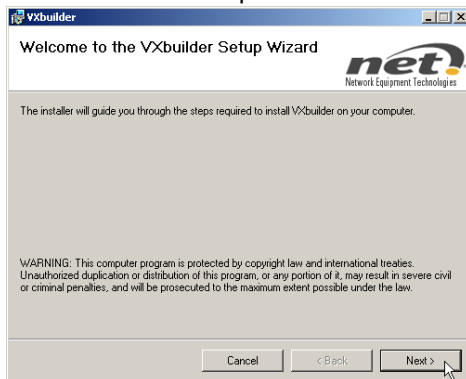 VXbuilder
Welcome to the VXbuilder Setup Wizard
net
Network Equipment Technologies
The installer will guide you through the steps required to install VXbuilder on your computer.
WARNING: This computer program is protected by copyright law and international treaties.
Unauthorized duplication or distribution of this program, or any portion of it, may result in severe civil
or criminal penalties, and will be prosecuted to the maximum extent possible under the law.
Cancel
< Back
Next >